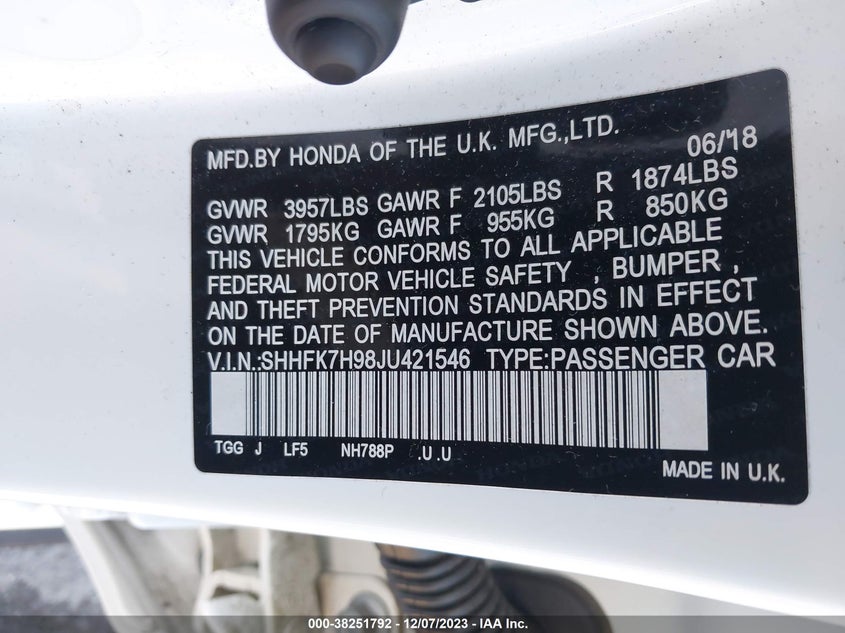 MFD.BY HONDA OF THE U.K. MFG.,LTD. 06/18
GVWR 3957LBS GAWR F 2105LBS R 1874LBS
GVWR 1795KG GAWR F 955KG R 850KG
THIS VEHICLE CONFORMS TO ALL APPLICABLE
FEDERAL MOTOR VEHICLE SAFETY , BUMPER ,
AND THEFT PREVENTION STANDARDS IN EFFECT
ON THE DATE OF MANUFACTURE SHOWN ABOVE.
V.I.N.:SHHFK7H98JU421546 TYPE:PASSENGER CAR
TGG J LF5 NH788P .U .U
MADE IN U.K.
000-38251792 - 12/07/2023 - IAA Inc.